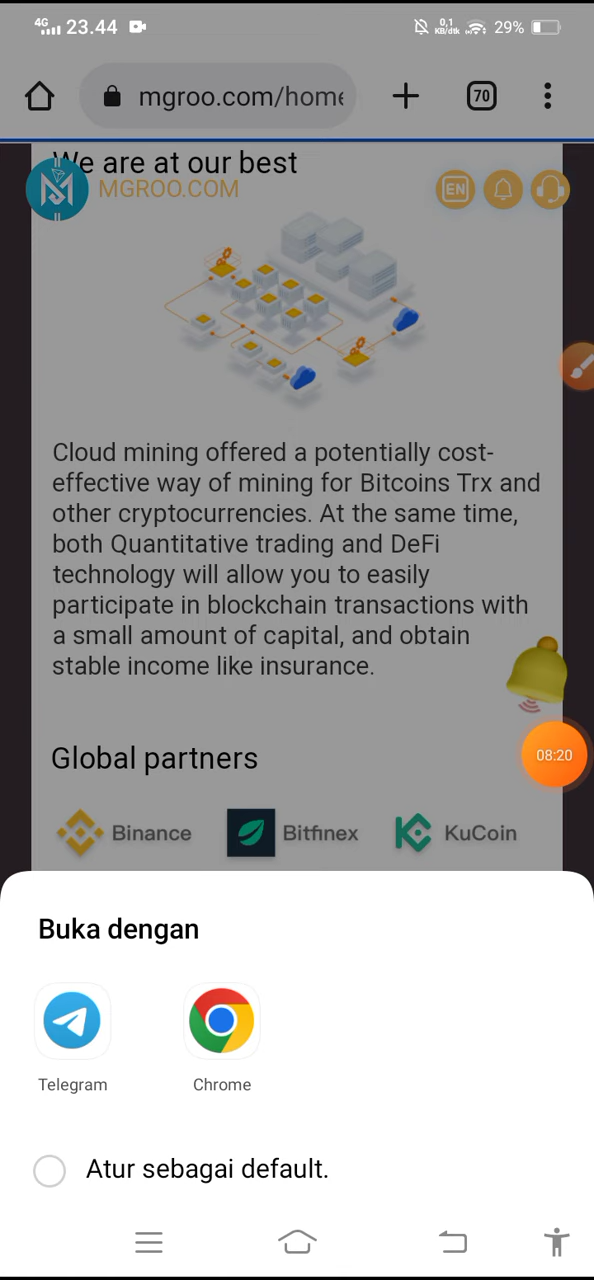 4G 23.44 0,1 KB/dtk 29%
mgroo.com/home 70
We are at our best
MGROO.COM EN
Cloud mining offered a potentially cost-
effective way of mining for Bitcoins Trx and
other cryptocurrencies. At the same time,
both Quantitative trading and DeFi
technology will allow you to easily
participate in blockchain transactions with
a small amount of capital, and obtain
stable income like insurance.
08:20
Global partners
Binance Bitfinex KuCoin
Buka dengan
Telegram Chrome
Atur sebagai default.